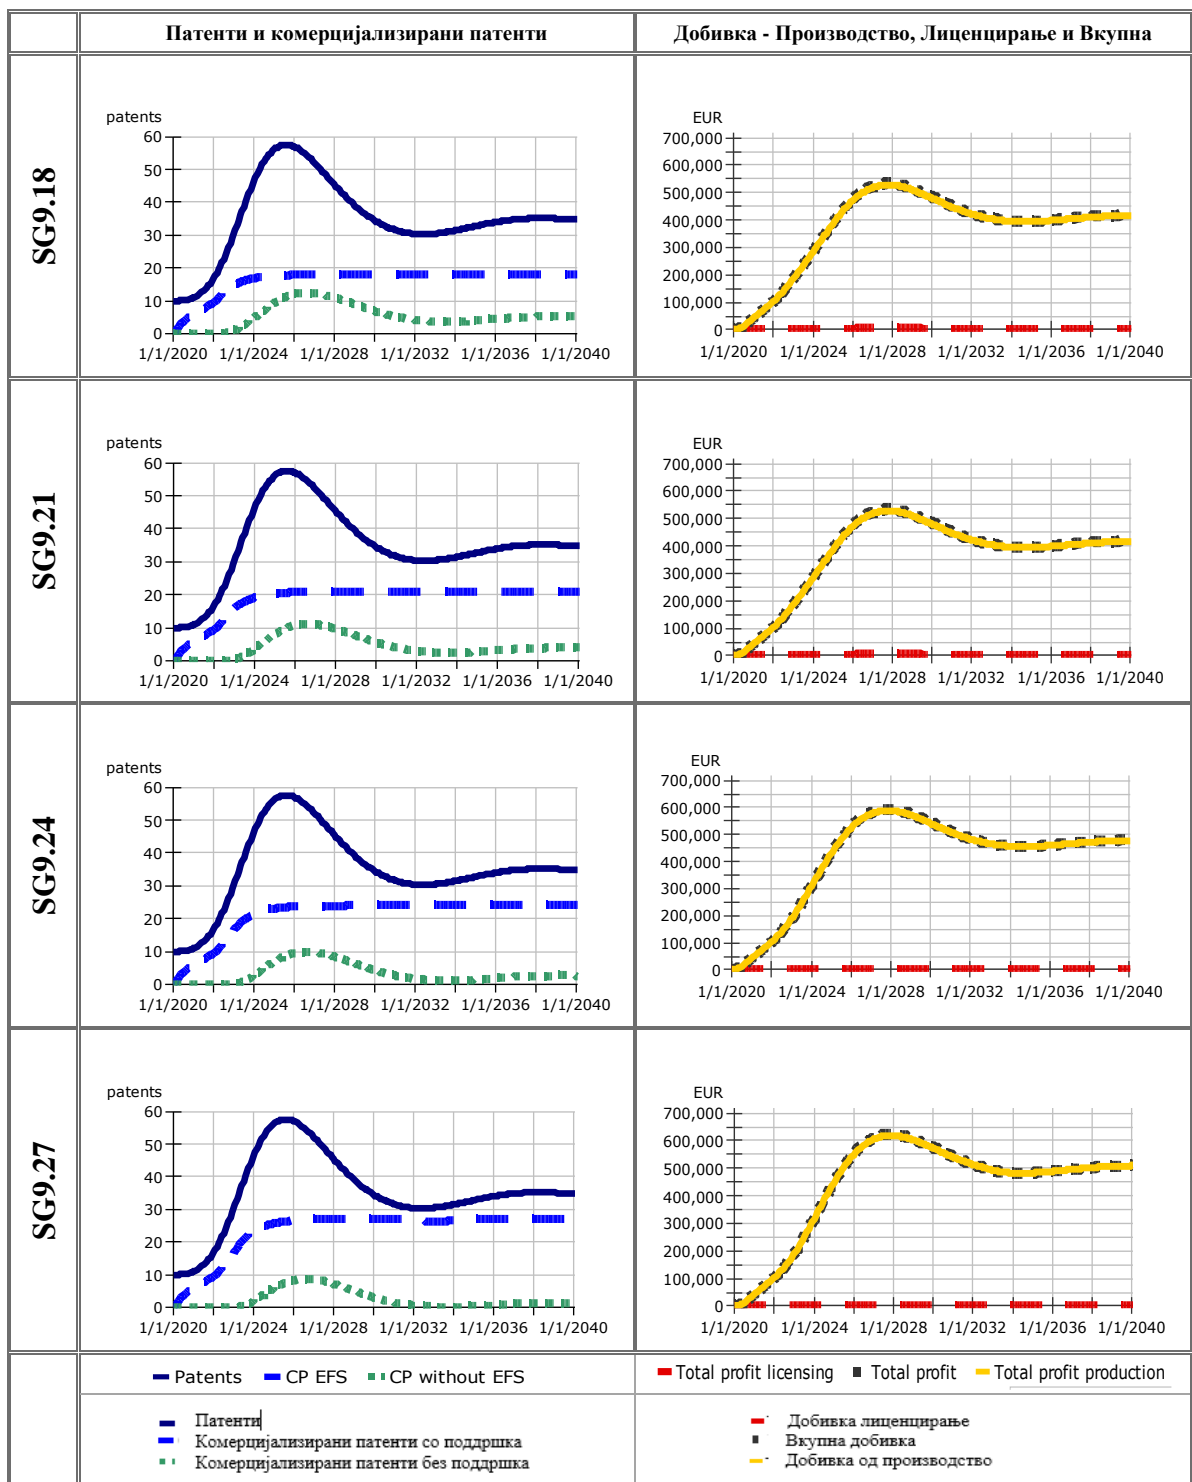 Патенти и комерцијализирани патенти
Добивка - Производство, Лиценцирање и Вкупна
SG9.18
patents
60
50
40
30
20
10
0
1/1/2020 1/1/2024 1/1/2028 1/1/2032 1/1/2036 1/1/2040
EUR
700,000
600,000
500,000
400,000
300,000
200,000
100,000
0
1/1/2020 1/1/2024 1/1/2028 1/1/2032 1/1/2036 1/1/2040
SG9.21
patents
60
50
40
30
20
10
0
1/1/2020 1/1/2024 1/1/2028 1/1/2032 1/1/2036 1/1/2040
EUR
700,000
600,000
500,000
400,000
300,000
200,000
100,000
0
1/1/2020 1/1/2024 1/1/2028 1/1/2032 1/1/2036 1/1/2040
SG9.24
patents
60
50
40
30
20
10
0
1/1/2020 1/1/2024 1/1/2028 1/1/2032 1/1/2036 1/1/2040
EUR
700,000
600,000
500,000
400,000
300,000
200,000
100,000
0
1/1/2020 1/1/2024 1/1/2028 1/1/2032 1/1/2036 1/1/2040
SG9.27
patents
60
50
40
30
20
10
0
1/1/2020 1/1/2024 1/1/2028 1/1/2032 1/1/2036 1/1/2040
EUR
700,000
600,000
500,000
400,000
300,000
200,000
100,000
0
1/1/2020 1/1/2024 1/1/2028 1/1/2032 1/1/2036 1/1/2040
Patents CP EFS CP without EFS
Патенти
Комерцијализирани патенти со поддршка
Комерцијализирани патенти без поддршка
Total profit licensing Total profit Total profit production
Добивка лиценцирање
Вкупна добивка
Добивка од производство